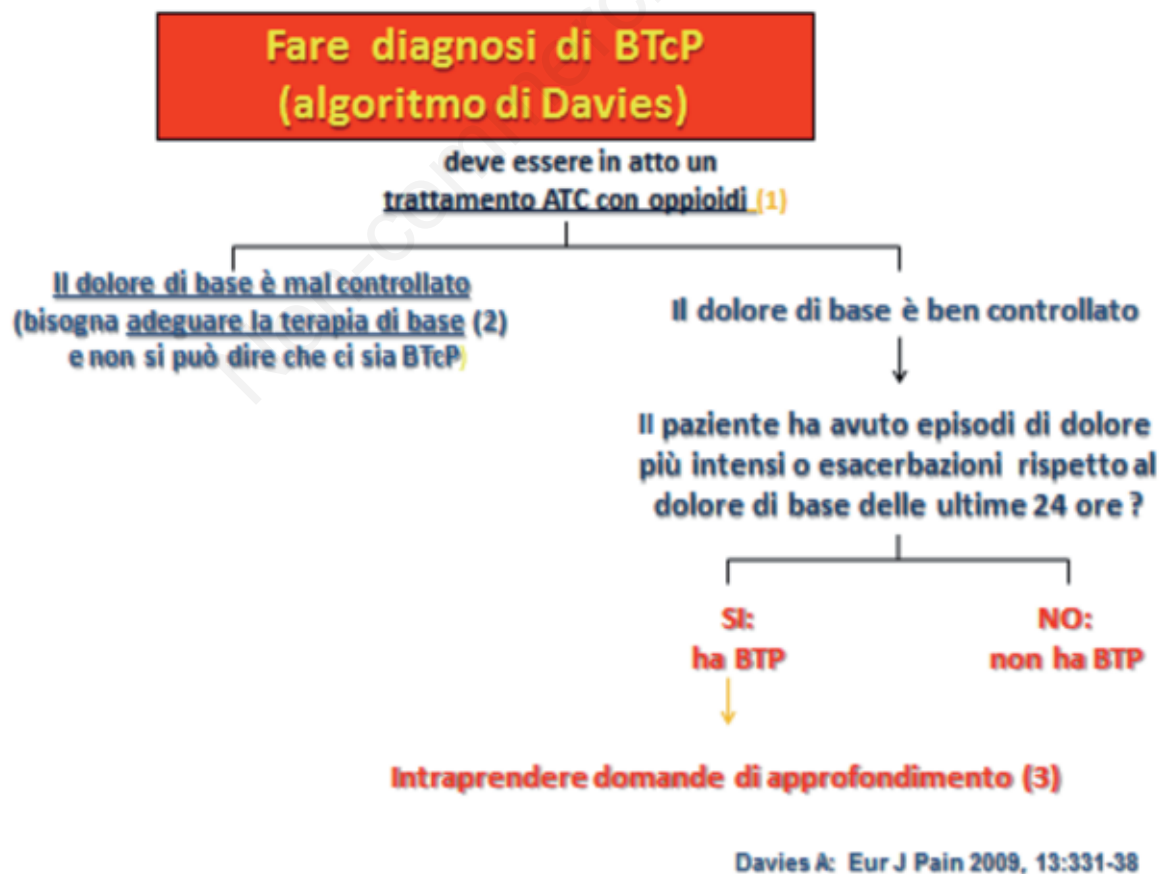 Fare diagnosi di BTcP
(algoritmo di Davies)
deve essere in atto un
trattamento ATC con oppioidi (1)
Il dolore di base è mal controllato
(bisogna adeguare la terapia di base (2)
e non si può dire che ci sia BTcP)
Il dolore di base è ben controllato
Il paziente ha avuto episodi di dolore
più intensi o esacerbazioni rispetto al
dolore di base delle ultime 24 ore ?
SI:
ha BTP
NO:
non ha BTP
Intraprendere domande di approfondimento (3)
Davies A: Eur J Pain 2009, 13:331-38